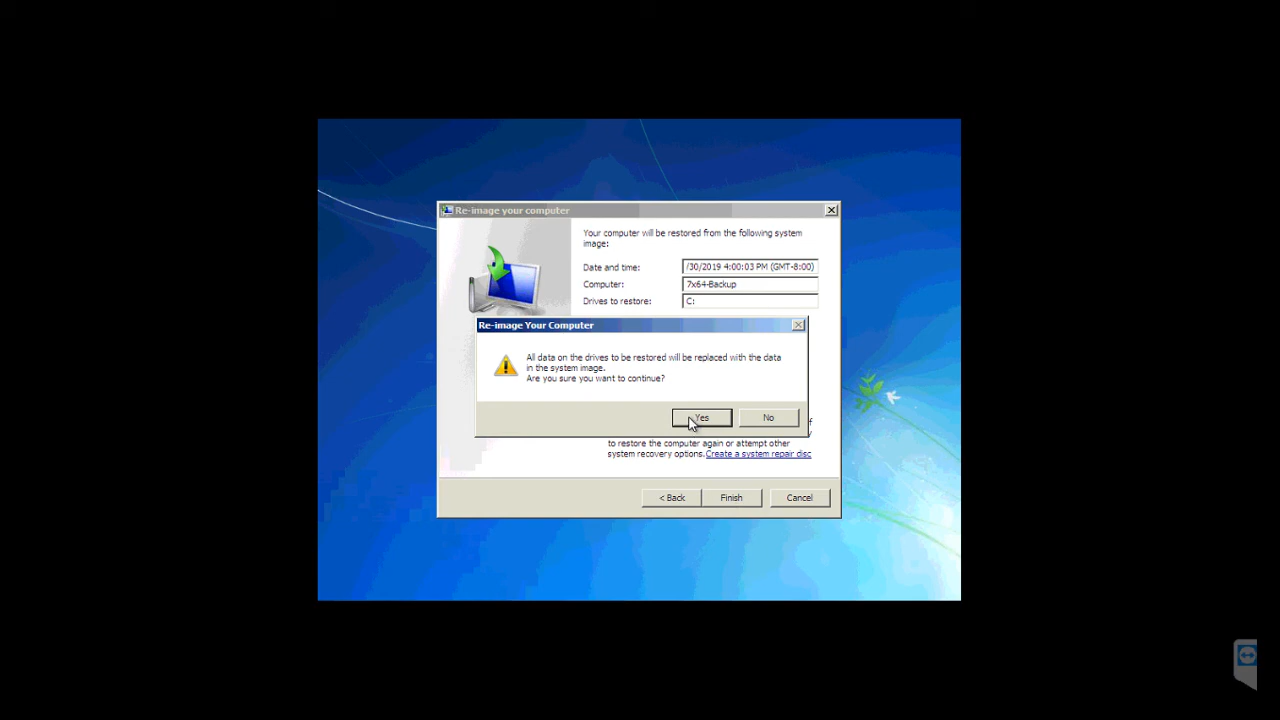 Re-image your computer
Your computer will be restored from the following system
image:
Date and time: /30/2019 4:00:03 PM (GMT-8:00)
Computer: 7x64-Backup
Drives to restore: C:
Re-image Your Computer
All data on the drives to be restored will be replaced with the data
in the system image.
Are you sure you want to continue?
Yes No
to restore the computer again or attempt other
system recovery options. Create a system repair disc
< Back Finish Cancel